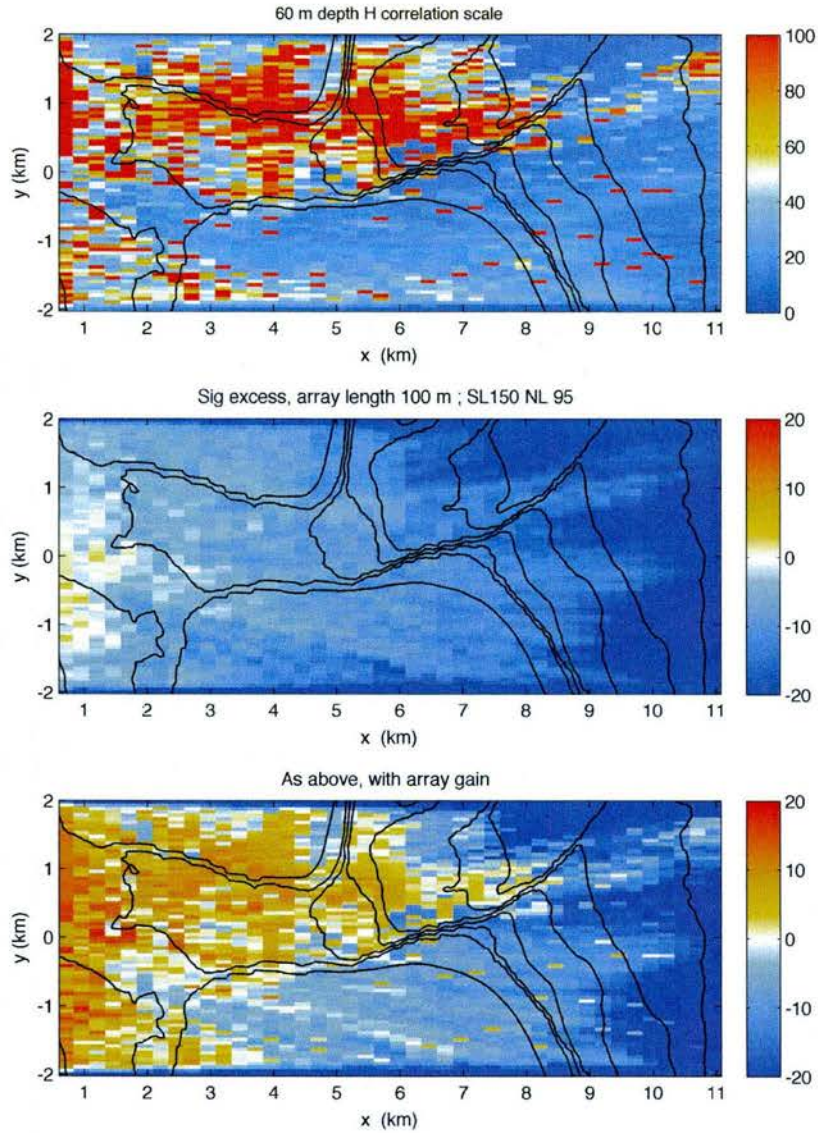 60 m depth H correlation scale
2
1
0
-1
-2
y (km)
1 2 3 4 5 6 7 8 9 10 11
x (km)
100
80
60
40
20
0
Sig excess, array length 100 m ; SL150 NL 95
2
1
0
-1
-2
y (km)
1 2 3 4 5 6 7 8 9 10 11
x (km)
20
10
0
-10
-20
As above, with array gain
2
1
0
-1
-2
y (km)
1 2 3 4 5 6 7 8 9 10 11
x (km)
20
10
0
-10
-20